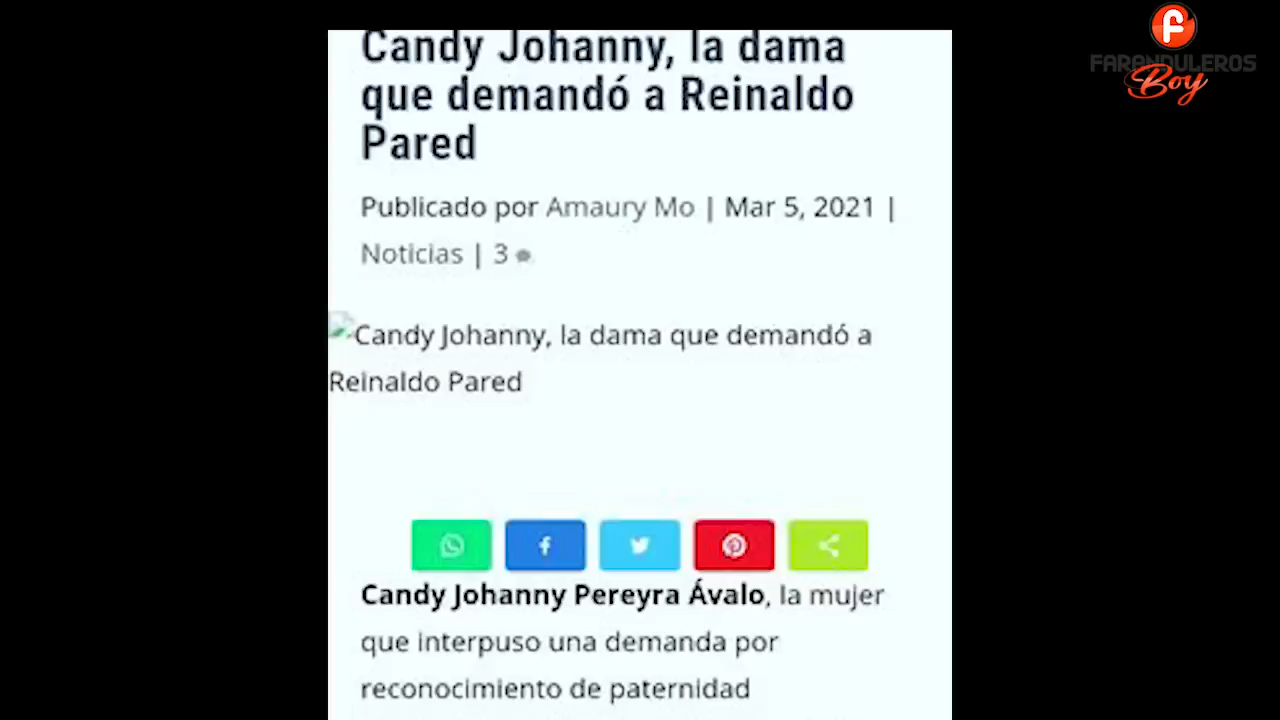 FARANDULEROS
Boy
Candy Johanny, la dama
que demandó a Reinaldo
Pared
Publicado por Amaury Mo | Mar 5, 2021 |
Noticias | 3
Candy Johanny, la dama que demandó a
Reinaldo Pared
Candy Johanny Pereyra Ávalo, la mujer
que interpuso una demanda por
reconocimiento de paternidad